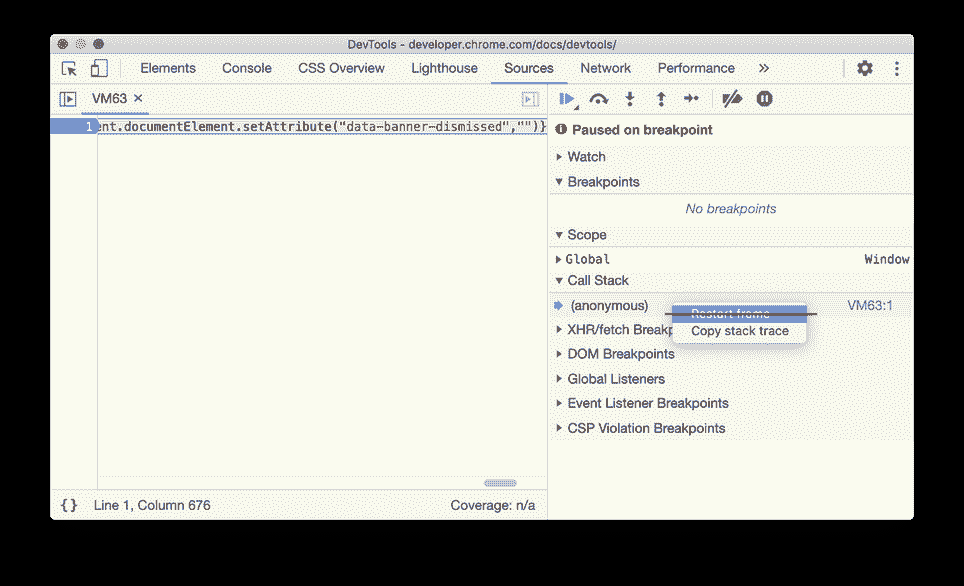 DevTools - developer.chrome.com/docs/devtools/
Elements Console CSS Overview Lighthouse Sources Network Performance »
VM63 ×
1 ent.documentElement.setAttribute("data-banner-dismissed","")}
Paused on breakpoint
Watch
Breakpoints
No breakpoints
Scope
Global Window
Call Stack
(anonymous) VM63:1
Restart frame
XHR/fetch Breakp
Copy stack trace
DOM Breakpoints
Global Listeners
Event Listener Breakpoints
CSP Violation Breakpoints
{} Line 1, Column 676 Coverage: n/a